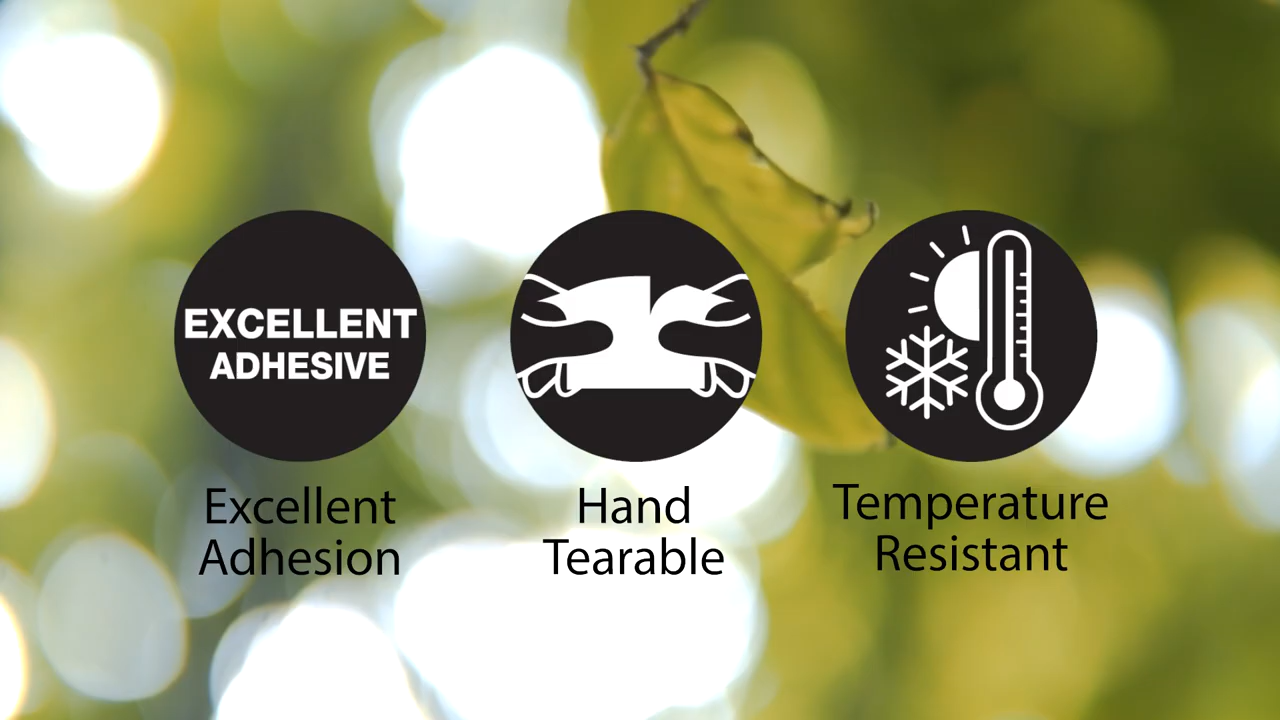 EXCELLENT
ADHESIVE
Excellent
Adhesion
Hand
Tearable
Temperature
Resistant